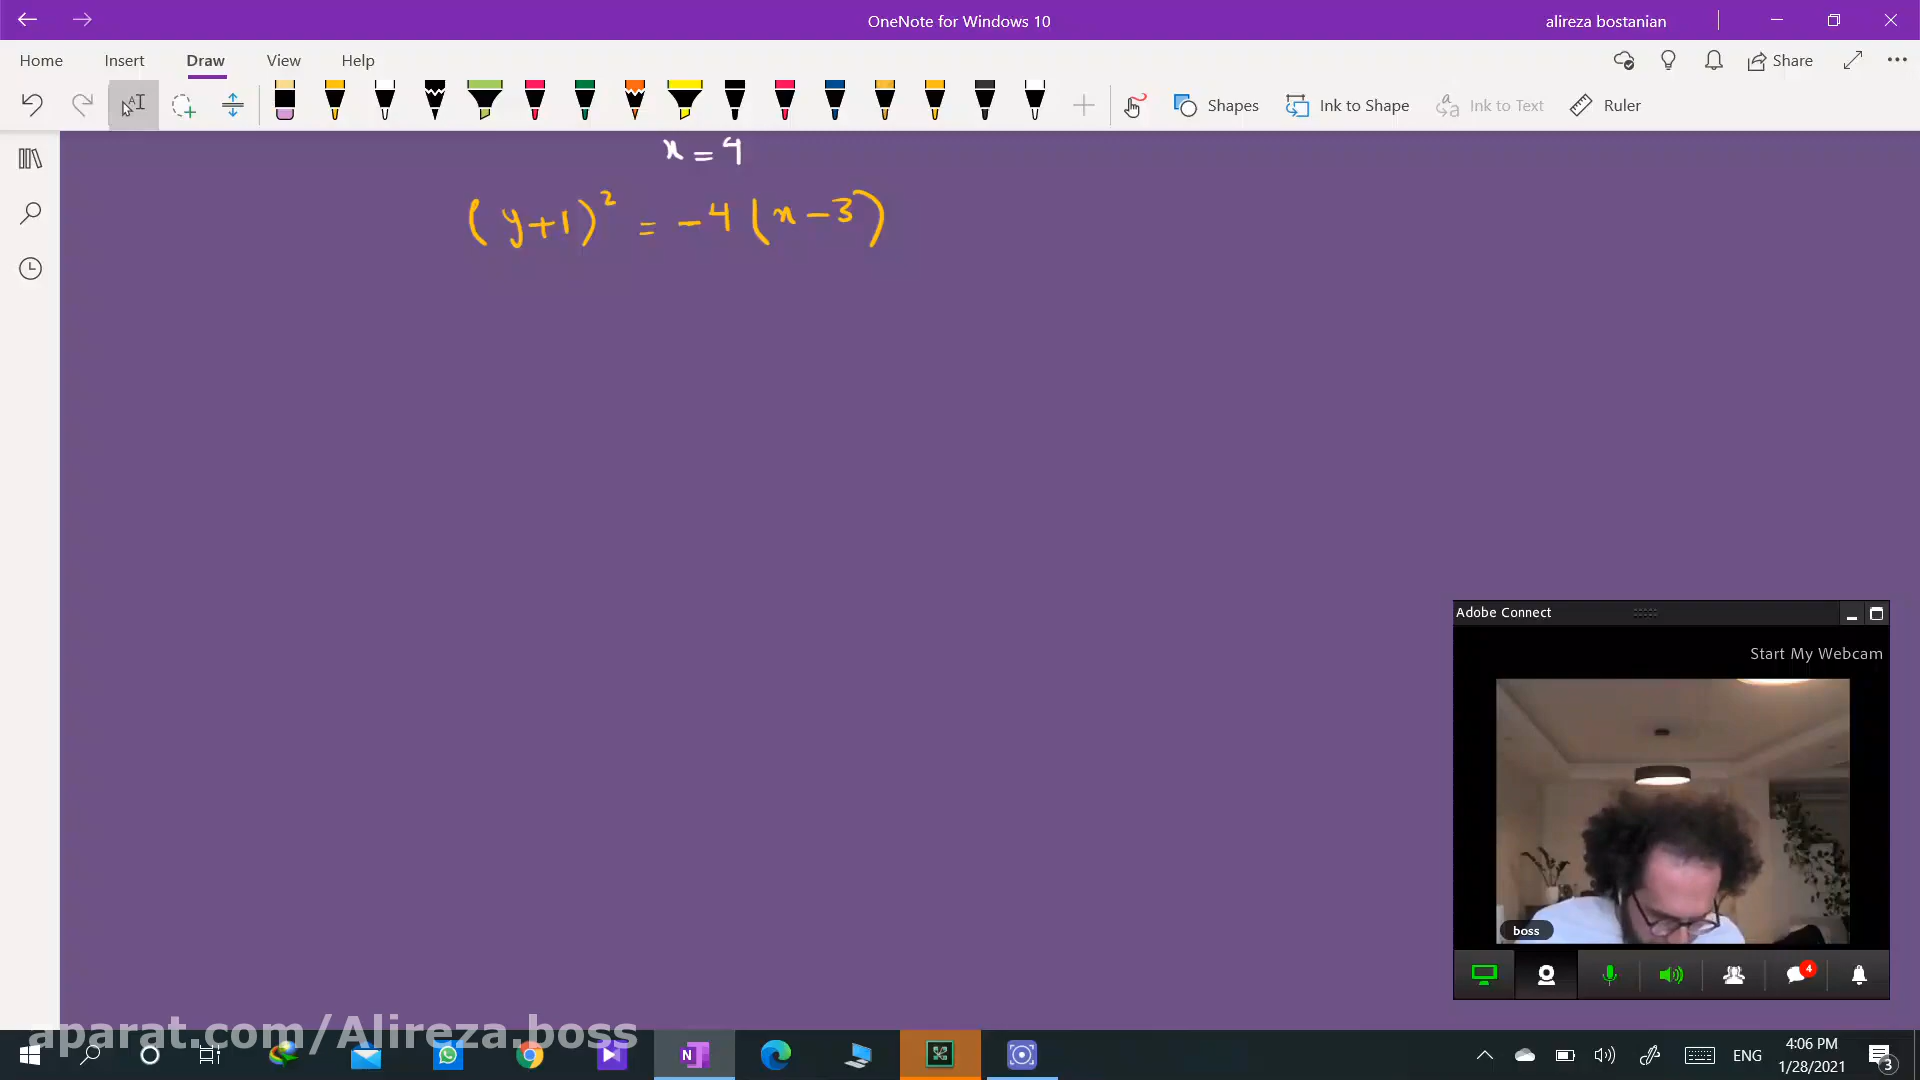 OneNote for Windows 10
alireza bostanian
Home Insert Draw View Help
Share
Shapes Ink to Shape Ink to Text Ruler
x = 4
(y+1)² = -4(x-3)
Adobe Connect
Start My Webcam
boss
4
aparat.com/Alireza.boss
ENG
4:06 PM
1/28/2021
3